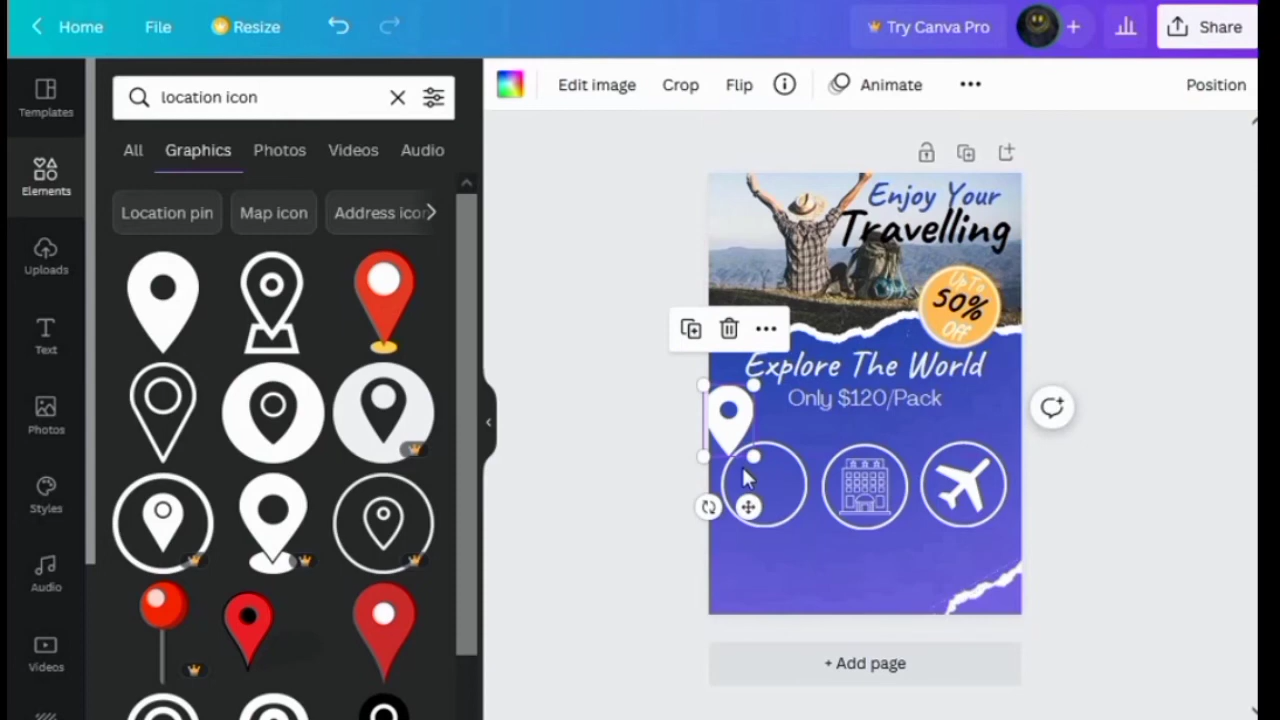 Home File Resize Try Canva Pro + Share
location icon
Edit image Crop Flip Animate Position
Templates
Elements
Uploads
Text
Photos
Styles
Audio
Videos
All Graphics Photos Videos Audio
Location pin Map icon Address icon
Enjoy Your
Travelling
Up To
50%
Off
Explore The World
Only $120/Pack
+ Add page